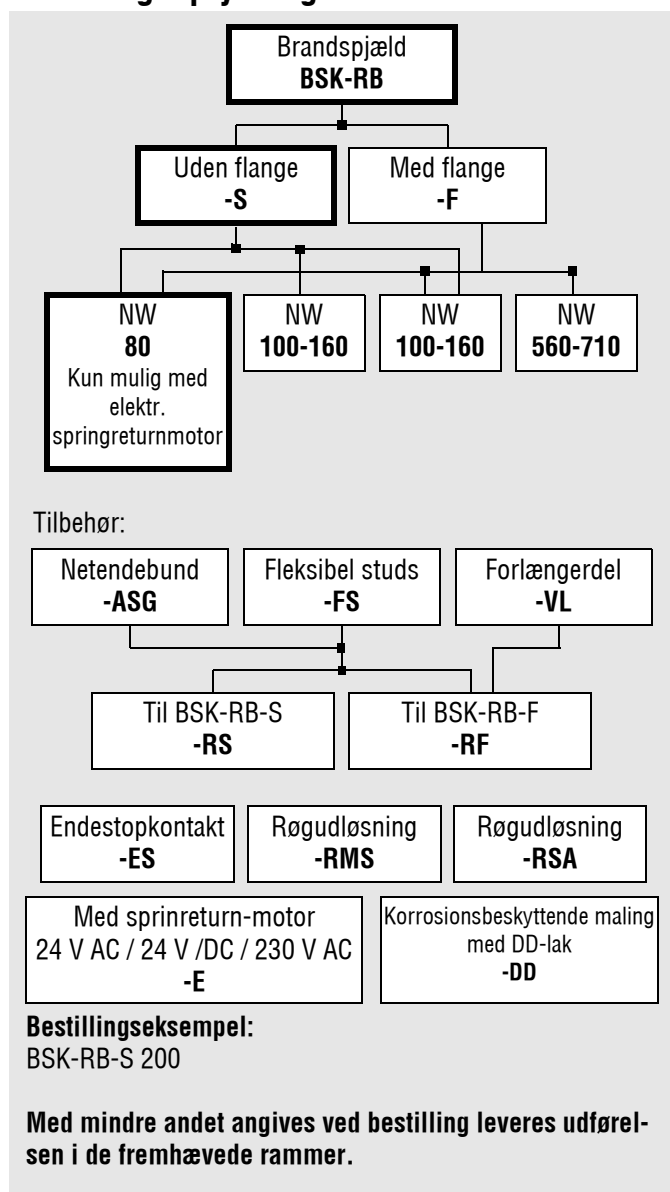 Brandspjæld
BSK-RB
Uden flange
-S
Med flange
-F
NW
80
Kun mulig med
elektr.
springreturnmotor
NW
100-160
NW
100-160
NW
560-710
Tilbehør:
Netendebund
-ASG
Fleksibel studs
-FS
Forlængerdel
-VL
Til BSK-RB-S
-RS
Til BSK-RB-F
-RF
Endestopkontakt
-ES
Røgudløsning
-RMS
Røgudløsning
-RSA
Med sprinreturn-motor
24 V AC / 24 V /DC / 230 V AC
-E
Korrosionsbeskyttende maling
med DD-lak
-DD
Bestillingseksempel:
BSK-RB-S 200
Med mindre andet angives ved bestilling leveres udførel-
sen i de fremhævede rammer.